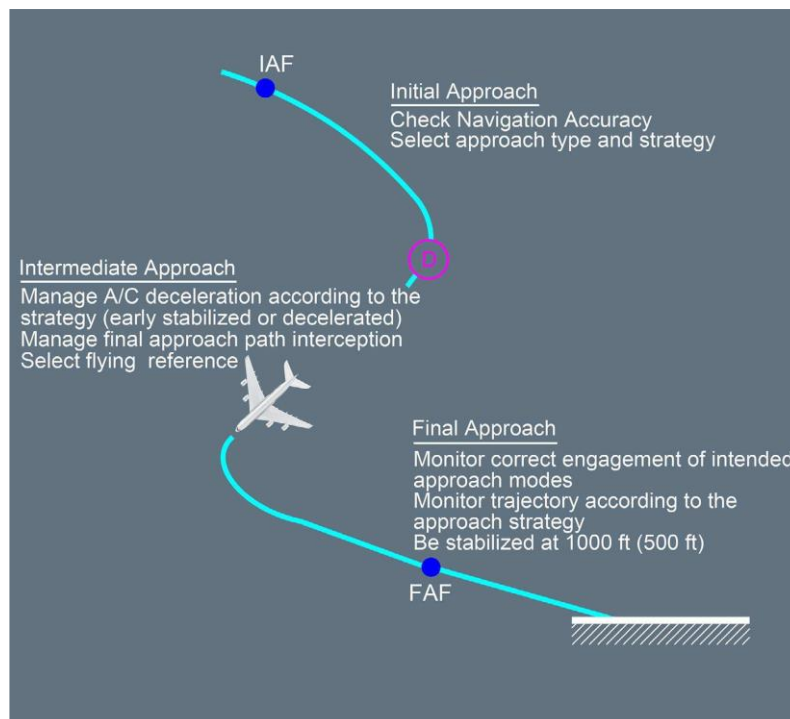 IAF
Initial Approach
Check Navigation Accuracy
Select approach type and strategy
D
Intermediate Approach
Manage A/C deceleration according to the
strategy (early stabilized or decelerated)
Manage final approach path interception
Select flying reference
Final Approach
Monitor correct engagement of intended
approach modes
Monitor trajectory according to the
approach strategy
Be stabilized at 1000 ft (500 ft)
FAF